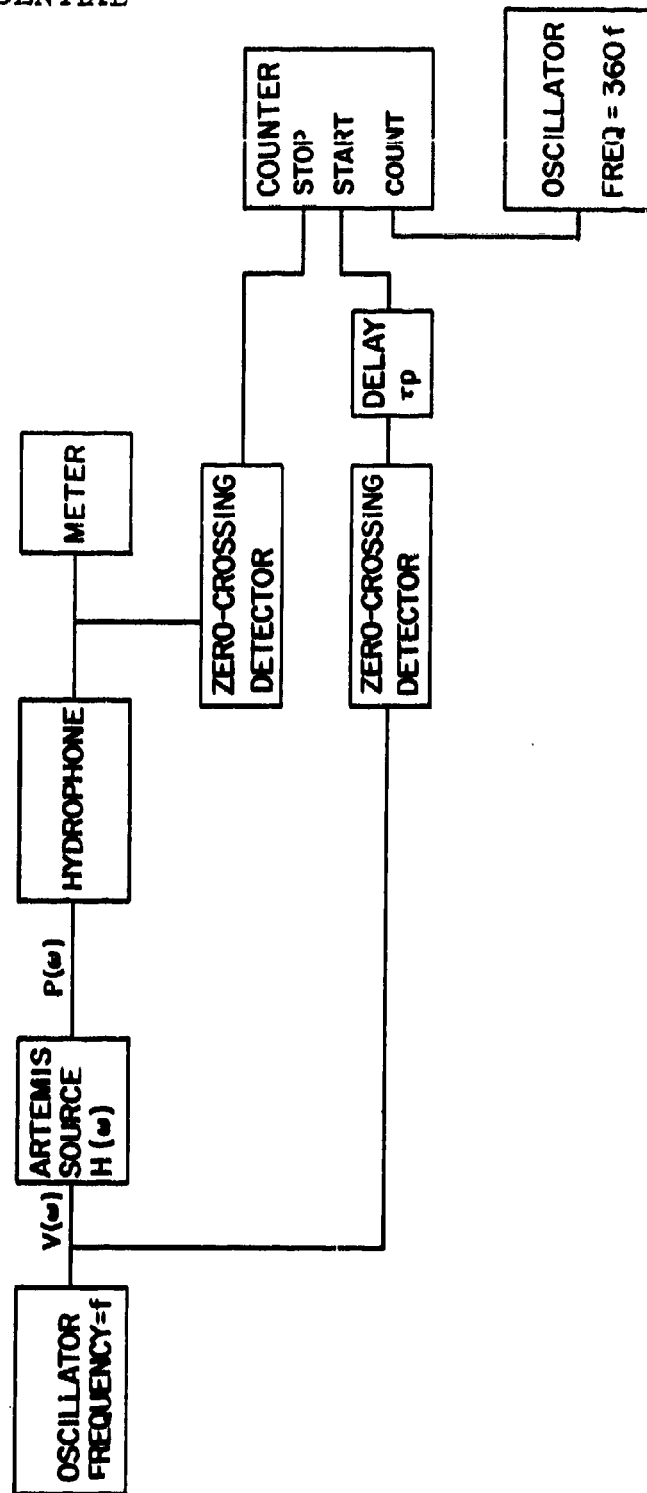 OSCILLATOR
FREQUENCY=f
V(ω)
ARTEMIS
SOURCE
H(ω)
P(ω)
HYDROPHONE
METER
ZERO-CROSSING
DETECTOR
ZERO-CROSSING
DETECTOR
DELAY
τp
COUNTER
STOP
START
COUNT
OSCILLATOR
FREQ = 360f